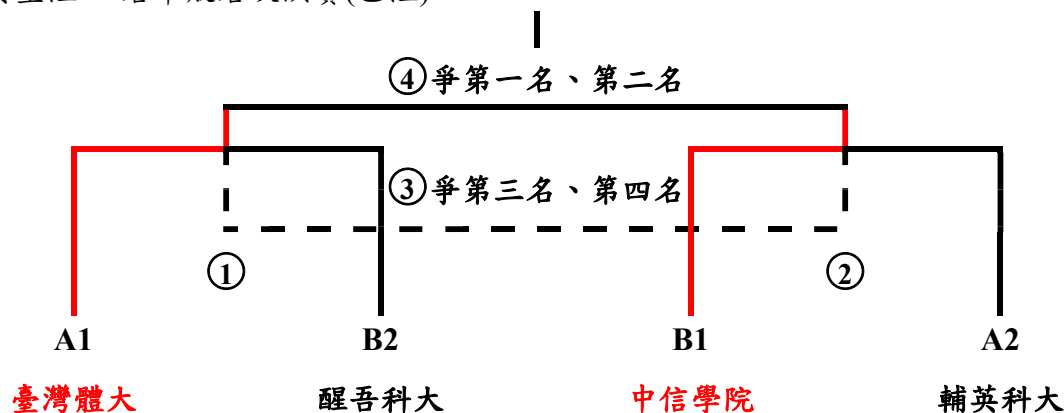 ④爭第一名、第二名
③爭第三名、第四名
① ②
A1 B2 B1 A2
臺灣體大 醒吾科大 中信學院 輔英科大